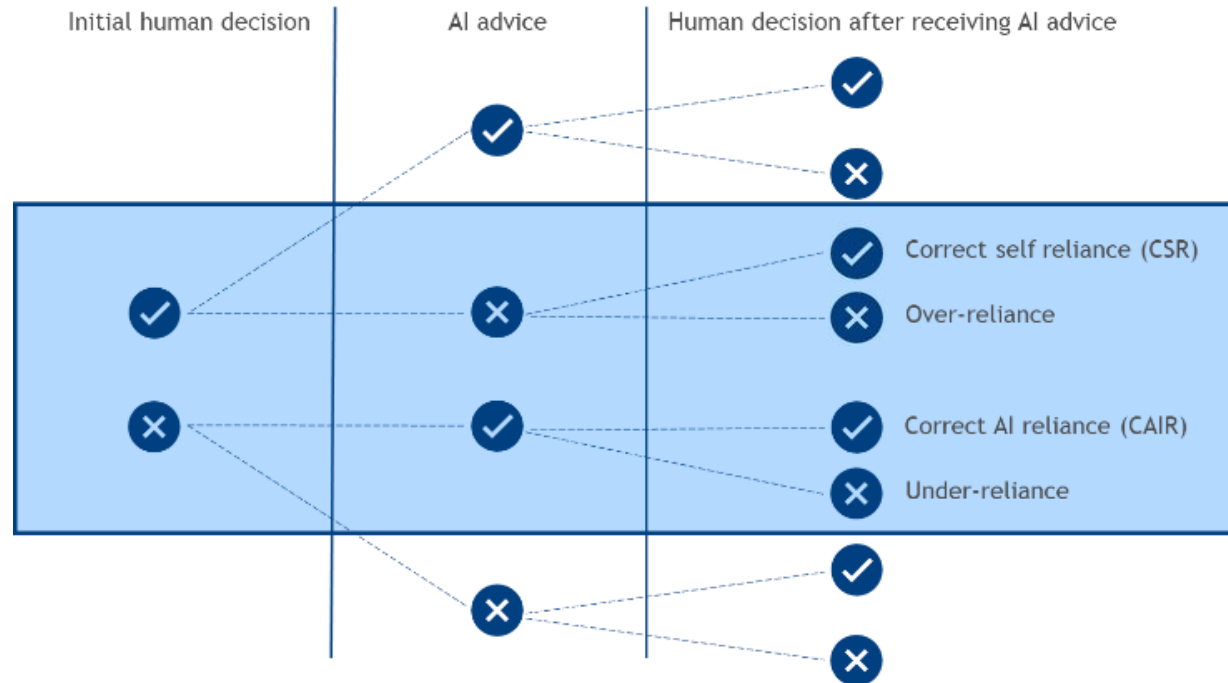 Initial human decision
AI advice
Human decision after receiving AI advice
Correct self reliance (CSR)
Over-reliance
Correct AI reliance (CAIR)
Under-reliance